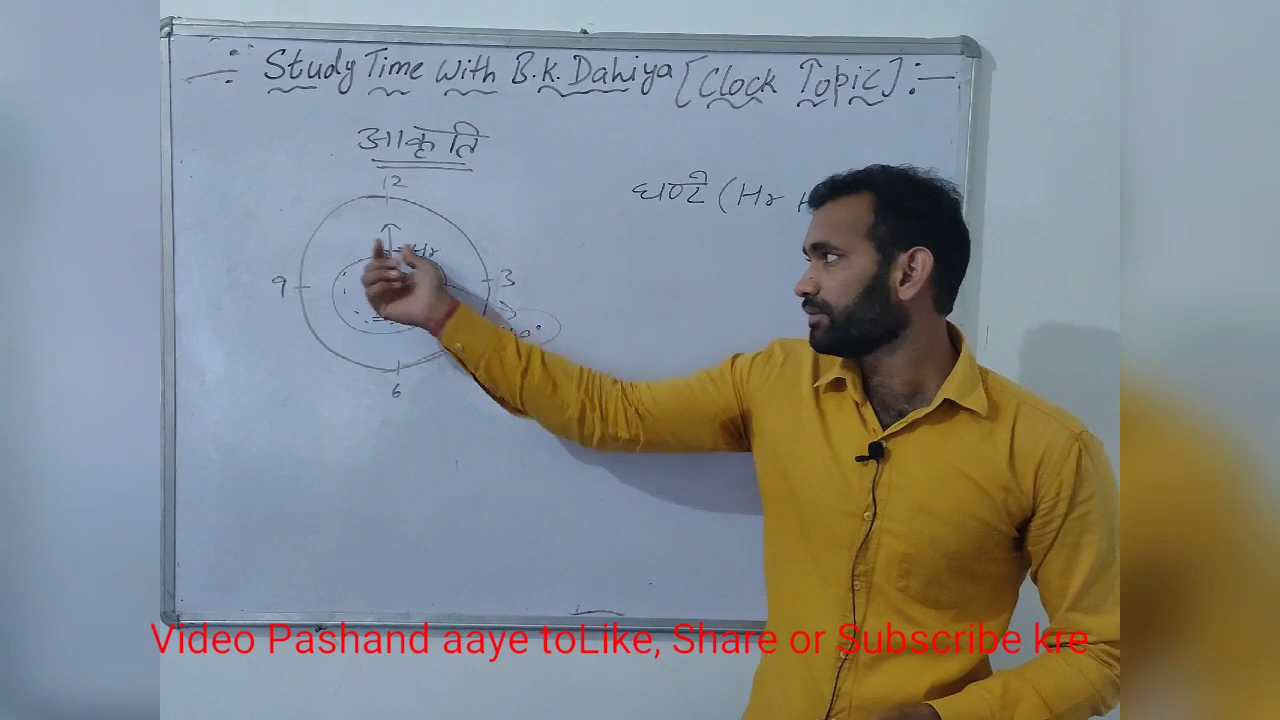 Study Time With B.K. Dahiya [Clock Topic]:-
आकृति
12
घण्टे (Hr
Hr
9
3
6
Video Pashand aaye toLike, Share or Subscribe kre